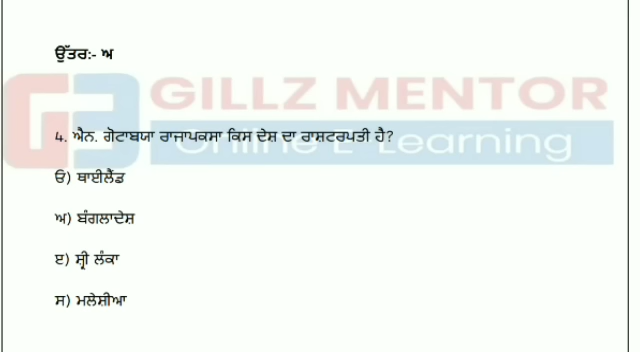 ਉੱਤਰ:- ਅ
GILLZ MENTOR
Online E-Learning
4. ਐਨ. ਗੋਟਾਬਯਾ ਰਾਜਾਪਕਸਾ ਕਿਸ ਦੇਸ਼ ਦਾ ਰਾਸ਼ਟਰਪਤੀ ਹੈ?
ੳ) ਥਾਈਲੈਂਡ
ਅ) ਬੰਗਲਾਦੇਸ਼
ੲ) ਸ਼੍ਰੀ ਲੰਕਾ
ਸ) ਮਲੇਸ਼ੀਆ